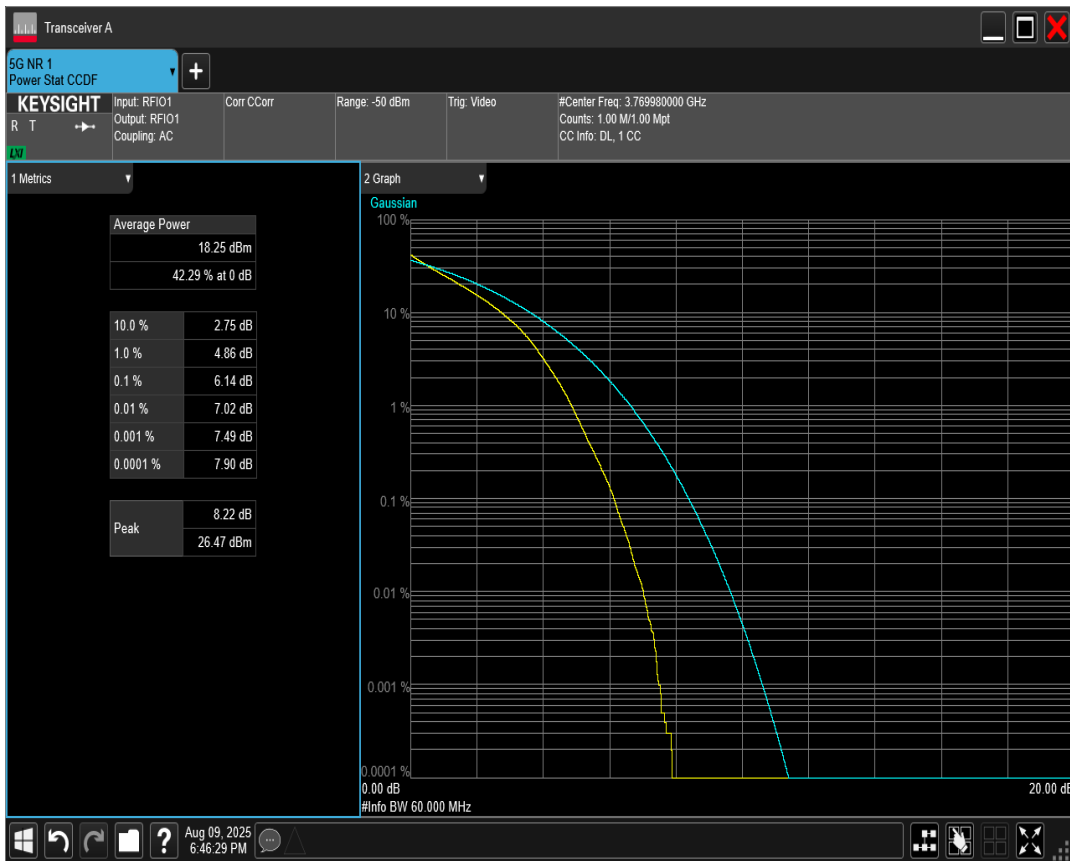 Transceiver A
5G NR 1
Power Stat CCDF
KEYSIGHT
R T
LXI
Input: RFIO1
Output: RFIO1
Coupling: AC
Corr CCorr
Range: -50 dBm
Trig: Video
#Center Freq: 3.769980000 GHz
Counts: 1.00 M/1.00 Mpt
CC Info: DL, 1 CC
1 Metrics
Average Power
18.25 dBm
42.29 % at 0 dB
10.0 % 2.75 dB
1.0 % 4.86 dB
0.1 % 6.14 dB
0.01 % 7.02 dB
0.001 % 7.49 dB
0.0001 % 7.90 dB
Peak
8.22 dB
26.47 dBm
2 Graph
Gaussian
100 %
10 %
1 %
0.1 %
0.01 %
0.001 %
0.0001 %
0.00 dB
20.00 dB
#Info BW 60.000 MHz
?
Aug 09, 2025
6:46:29 PM